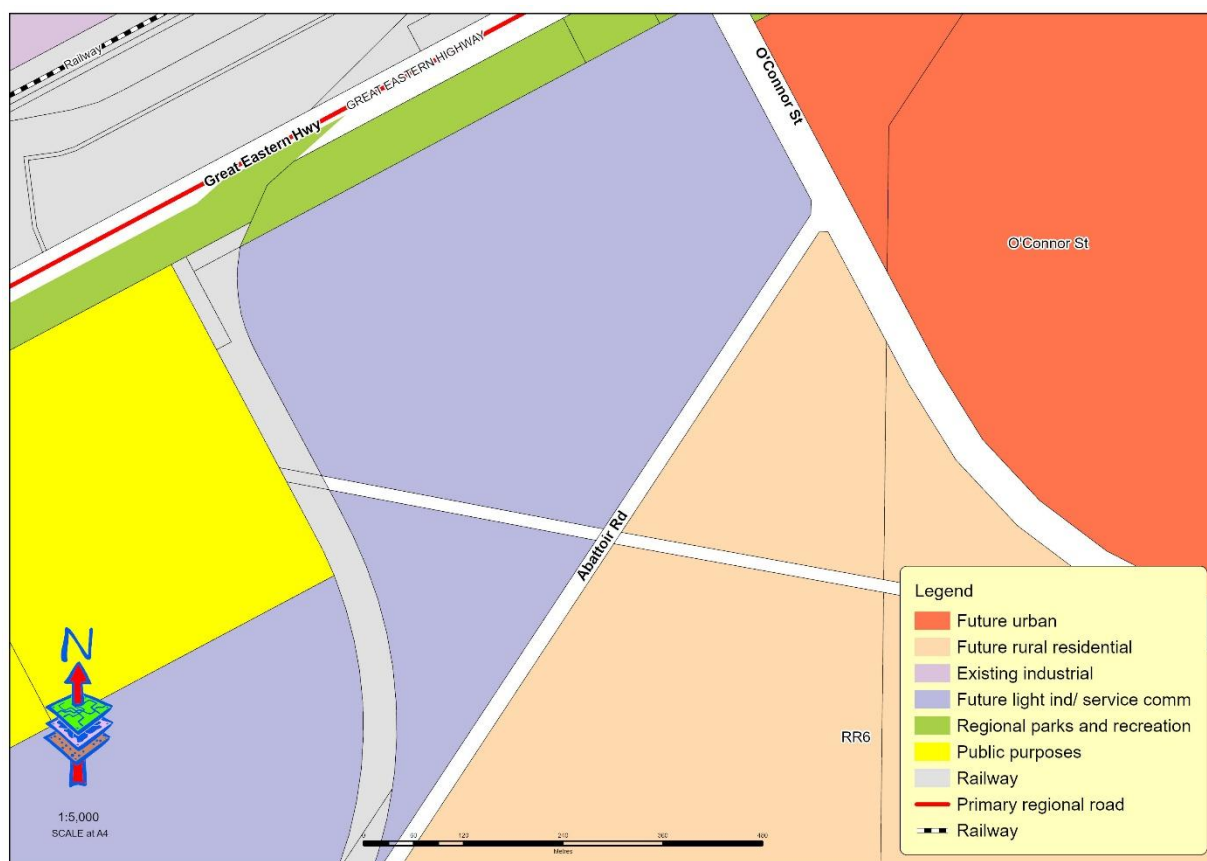 Railway
GREAT EASTERN HIGHWAY
Great Eastern Hwy
O'Connor St
O'Connor St
Abattoir Rd
RR6
N
1:5,000
SCALE at A4
0 60 120 240 360 480
Metres
Legend
Future urban
Future rural residential
Existing industrial
Future light ind/ service comm
Regional parks and recreation
Public purposes
Railway
Primary regional road
Railway